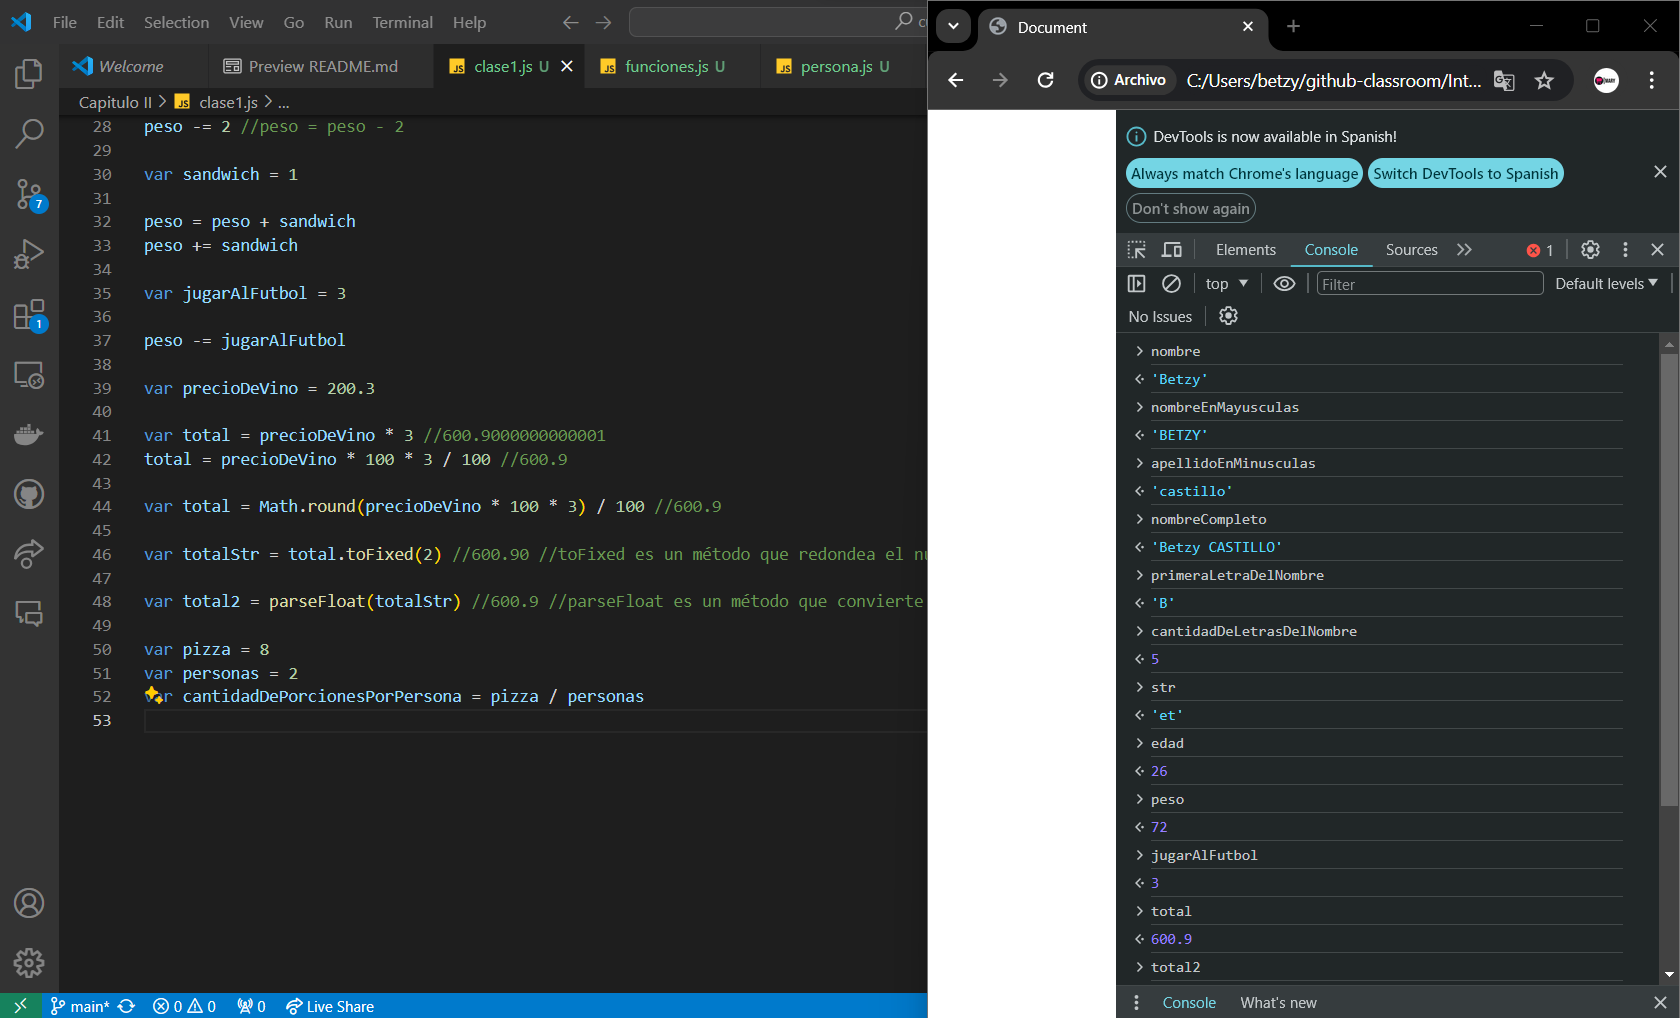 File Edit Selection View Go Run Terminal Help
Welcome Preview README.md clase1.js U funciones.js U persona.js U
Capitulo II > clase1.js > ...
28 peso -= 2 //peso = peso - 2
29
30 var sandwich = 1
31
32 peso = peso + sandwich
33 peso += sandwich
34
35 var jugarAlFutbol = 3
36
37 peso -= jugarAlFutbol
38
39 var precioDeVino = 200.3
40
41 var total = precioDeVino * 3 //600.9000000000001
42 total = precioDeVino * 100 * 3 / 100 //600.9
43
44 var total = Math.round(precioDeVino * 100 * 3) / 100 //600.9
45
46 var totalStr = total.toFixed(2) //600.90 //toFixed es un método que redondea el nu
47
48 var total2 = parseFloat(totalStr) //600.9 //parseFloat es un método que convierte
49
50 var pizza = 8
51 var personas = 2
52 var cantidadDePorcionesPorPersona = pizza / personas
53
7
1
main* 0 0 0 Live Share
Document
Archivo C:/Users/betzy/github-classroom/Int...
DevTools is now available in Spanish!
Always match Chrome's language Switch DevTools to Spanish
Don't show again
Elements Console Sources 1
top Filter Default levels
No Issues
nombre
'Betzy'
nombreEnMayusculas
'BETZY'
apellidoEnMinusculas
'castillo'
nombreCompleto
'Betzy CASTILLO'
primeraLetraDelNombre
'B'
cantidadDeLetrasDelNombre
5
str
'et'
edad
26
peso
72
jugarAlFutbol
3
total
600.9
total2
Console What's new